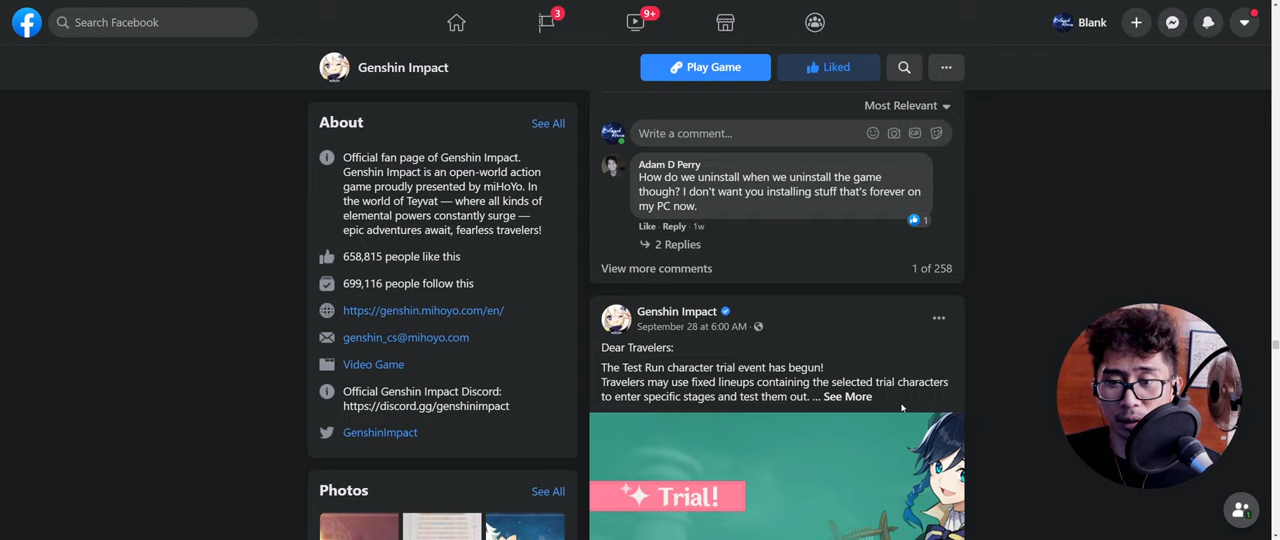 Search Facebook
3
9+
Blank
Genshin Impact
Play Game
Liked
About
See All
Official fan page of Genshin Impact.
Genshin Impact is an open-world action
game proudly presented by miHoYo. In
the world of Teyvat — where all kinds of
elemental powers constantly surge —
epic adventures await, fearless travelers!
658,815 people like this
699,116 people follow this
https://genshin.mihoyo.com/en/
genshin_cs@mihoyo.com
Video Game
Official Genshin Impact Discord:
https://discord.gg/genshinimpact
GenshinImpact
Photos
See All
Most Relevant
Write a comment...
GIF
Adam D Perry
How do we uninstall when we uninstall the game
though? I don't want you installing stuff that's forever on
my PC now.
1
Like · Reply · 1w
2 Replies
View more comments
1 of 258
Genshin Impact
September 28 at 6:00 AM ·
Dear Travelers:
The Test Run character trial event has begun!
Travelers may use fixed lineups containing the selected trial characters
to enter specific stages and test them out. ... See More
Trial!
1